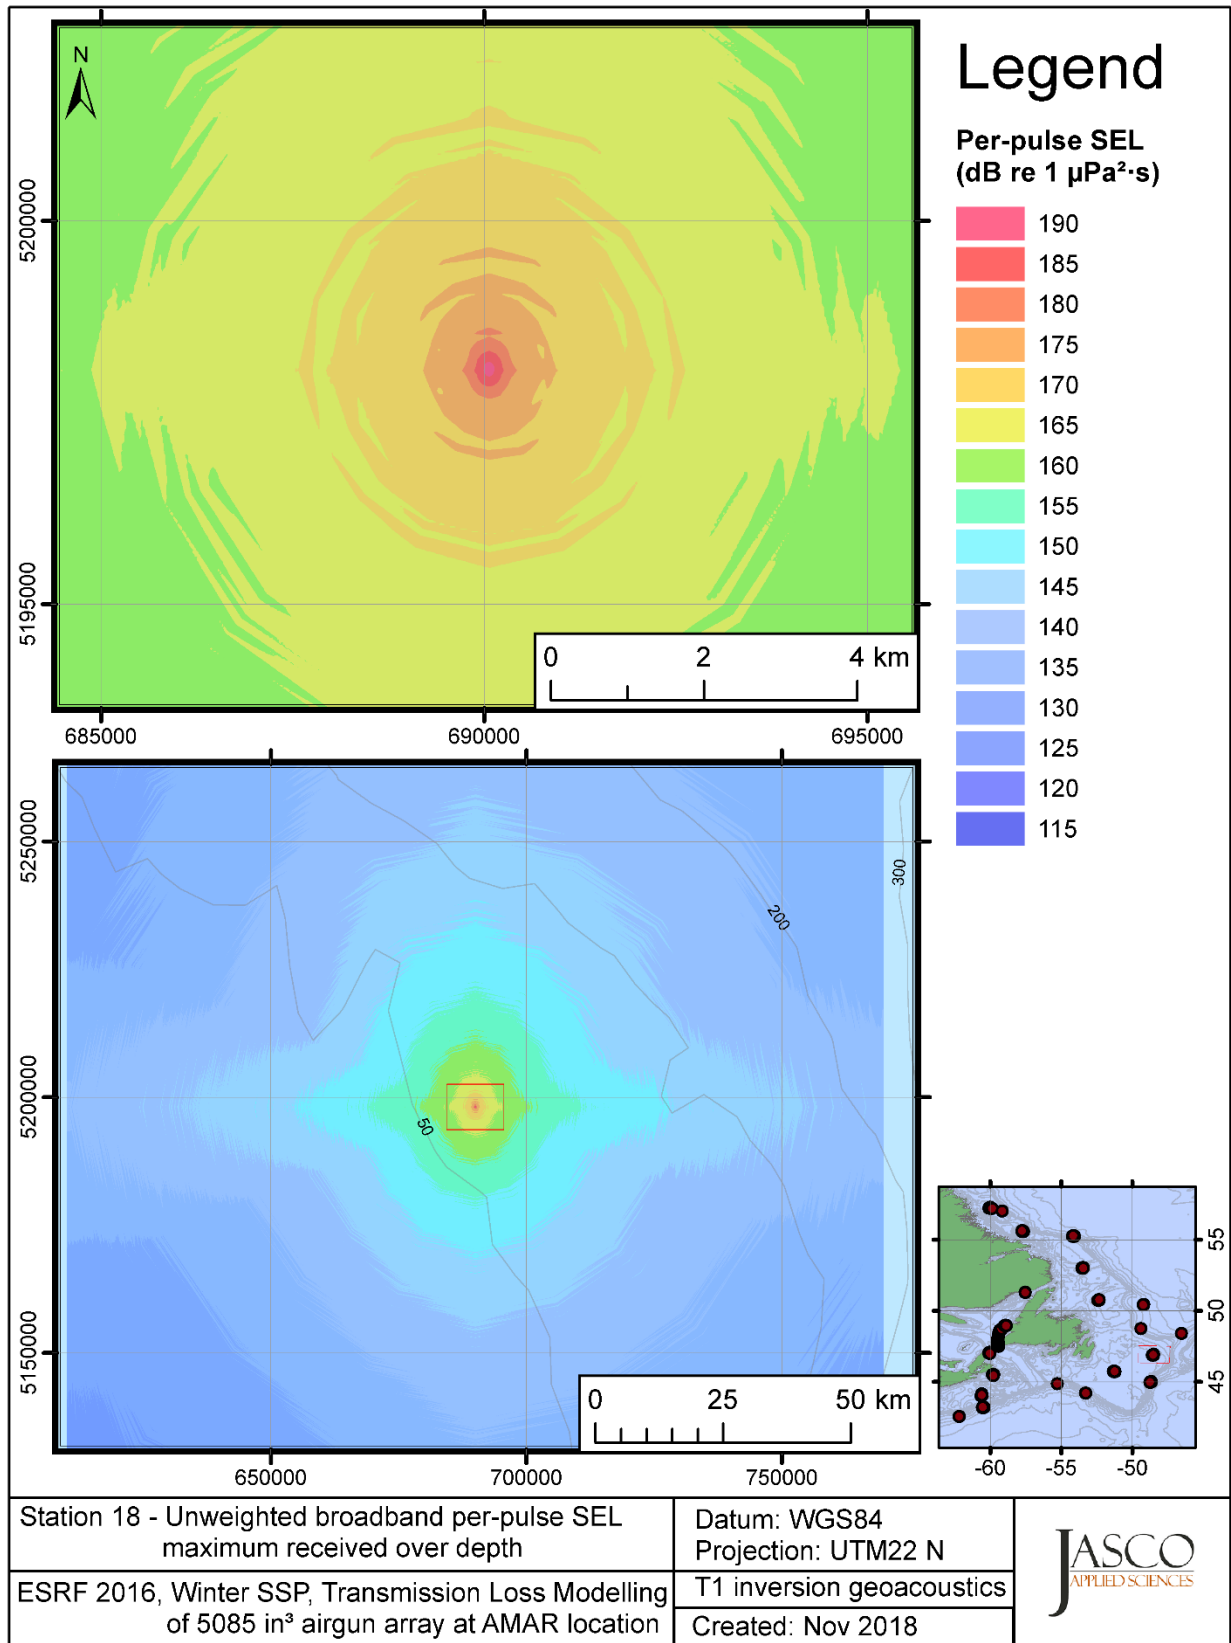 N
5200000
5195000
0 2 4 km
685000 690000 695000
Legend
Per-pulse SEL
(dB re 1 µPa²·s)
190
185
180
175
170
165
160
155
150
145
140
135
130
125
120
115
5250000
5200000
5150000
300
200
50
0 25 50 km
650000 700000 750000
55
50
45
-60 -55 -50
Station 18 - Unweighted broadband per-pulse SEL
maximum received over depth
ESRF 2016, Winter SSP, Transmission Loss Modelling
of 5085 in³ airgun array at AMAR location
Datum: WGS84
Projection: UTM22 N
T1 inversion geoacoustics
Created: Nov 2018
JASCO
APPLIED SCIENCES